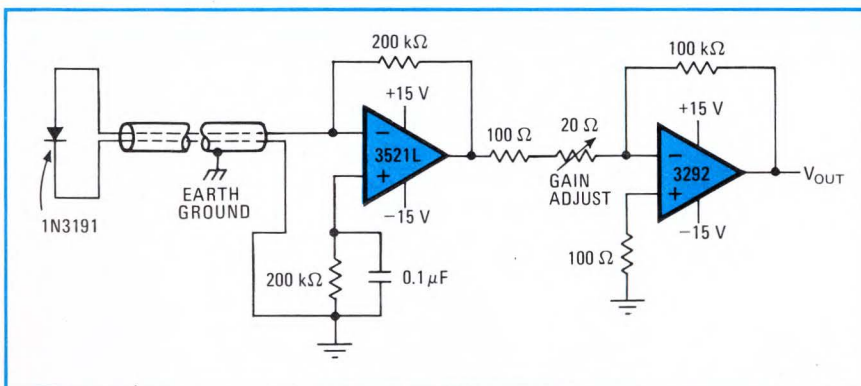 200 kΩ
100 kΩ
+15 V
+15 V
−
3521L
+
−15 V
100 Ω
20 Ω
GAIN
ADJUST
−
3292
+
−15 V
V_OUT
EARTH
GROUND
1N3191
200 kΩ
0.1 μF
100 Ω